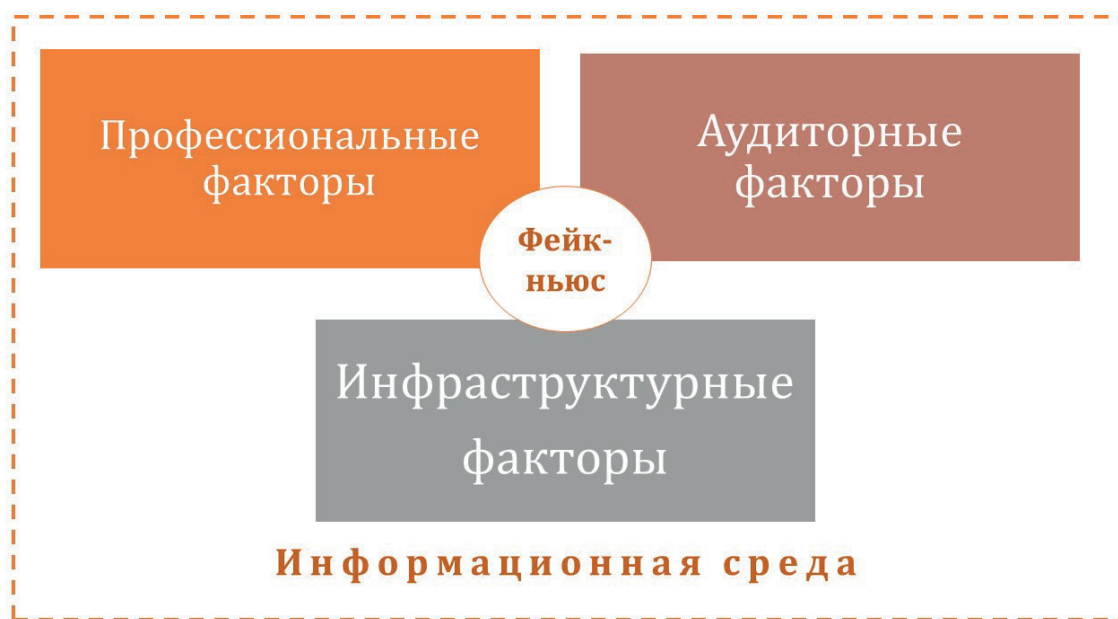 Профессиональные
факторы
Аудиторные
факторы
Фейк-
ньюс
Инфраструктурные
факторы
Информационная среда